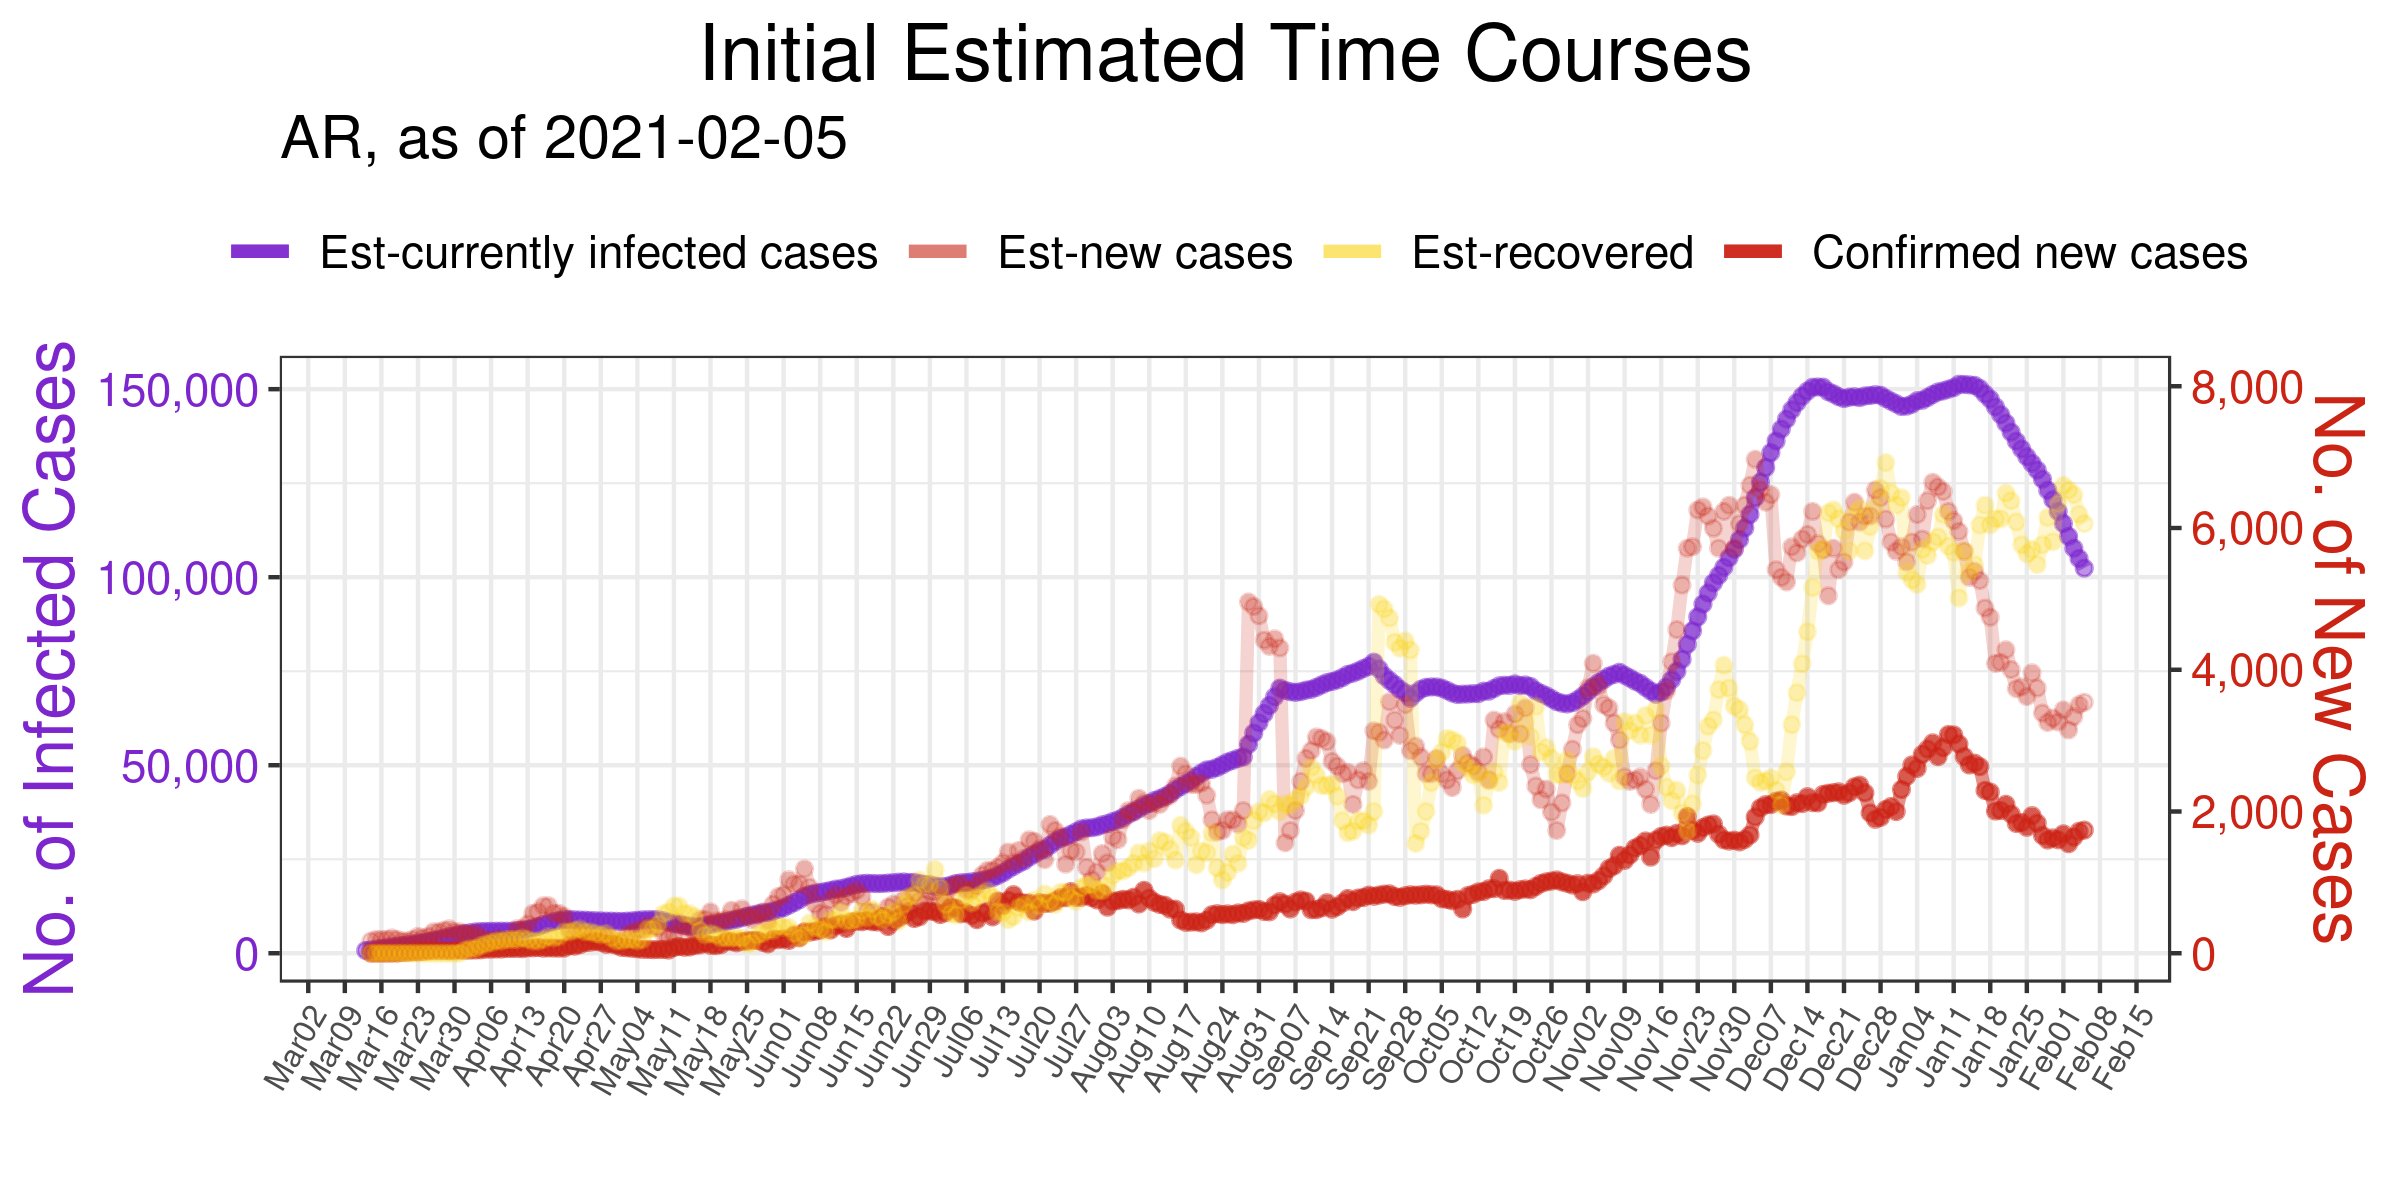 Initial Estimated Time Courses
AR, as of 2021-02-05
Est-currently infected cases Est-new cases Est-recovered Confirmed new cases
No. of Infected Cases
150,000
100,000
50,000
0
8,000
6,000
4,000
2,000
0
No. of New Cases
Mar02 Mar09 Mar16 Mar23 Mar30 Apr06 Apr13 Apr20 Apr27 May04 May11 May18 May25 Jun01 Jun08 Jun15 Jun22 Jun29 Jul06 Jul13 Jul20 Jul27 Aug03 Aug10 Aug17 Aug24 Aug31 Sep07 Sep14 Sep21 Sep28 Oct05 Oct12 Oct19 Oct26 Nov02 Nov09 Nov16 Nov23 Nov30 Dec07 Dec14 Dec21 Dec28 Jan04 Jan11 Jan18 Jan25 Feb01 Feb08 Feb15